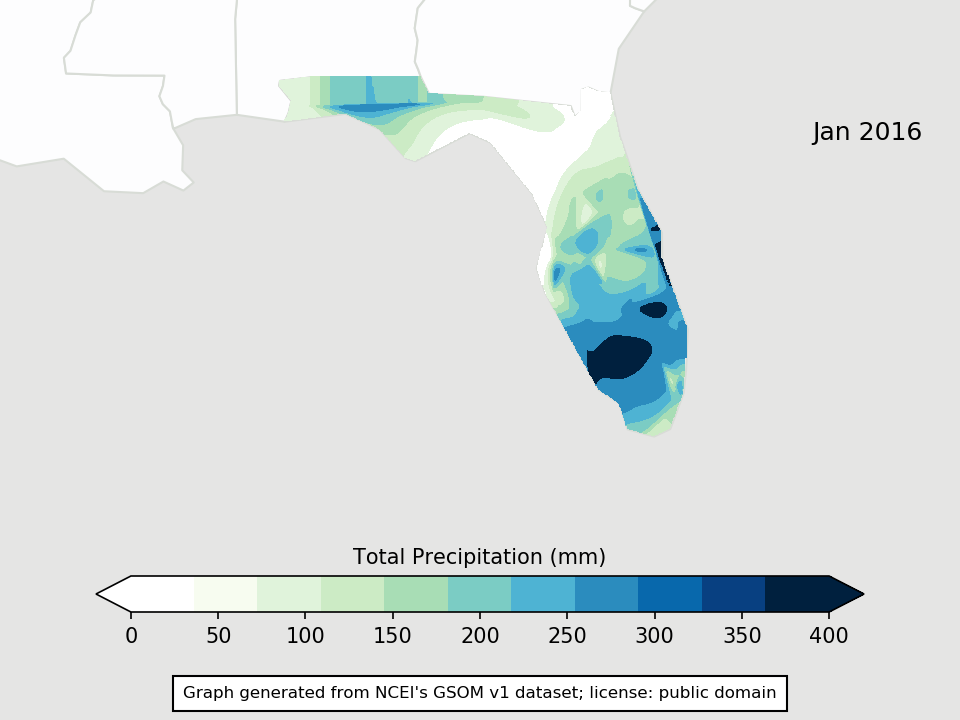 Jan 2016
Total Precipitation (mm)
0 50 100 150 200 250 300 350 400
Graph generated from NCEI's GSOM v1 dataset; license: public domain